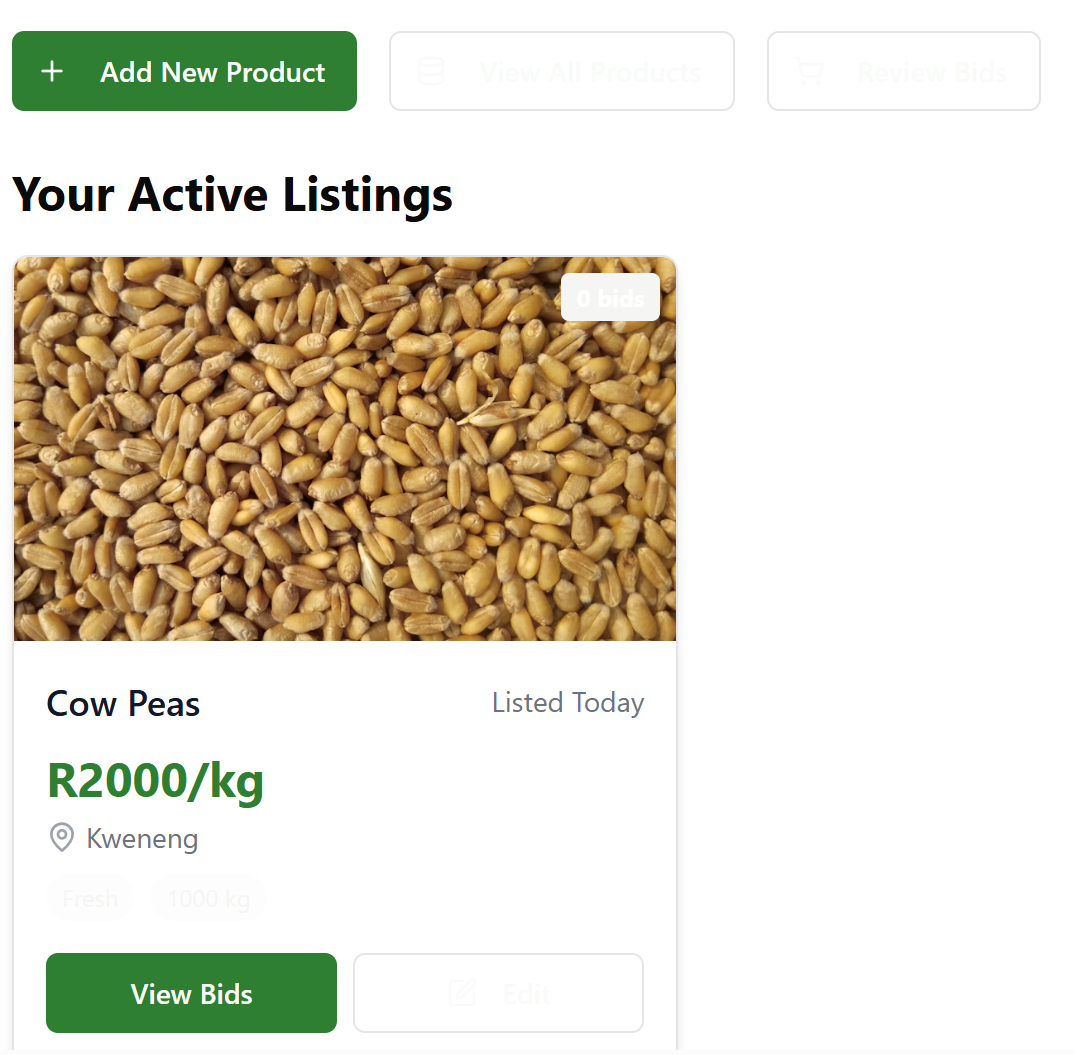 Add New Product
View All Products
Review Bids
Your Active Listings
0 bids
Cow Peas
Listed Today
R2000/kg
Kweneng
Fresh
1000 kg
View Bids
Edit